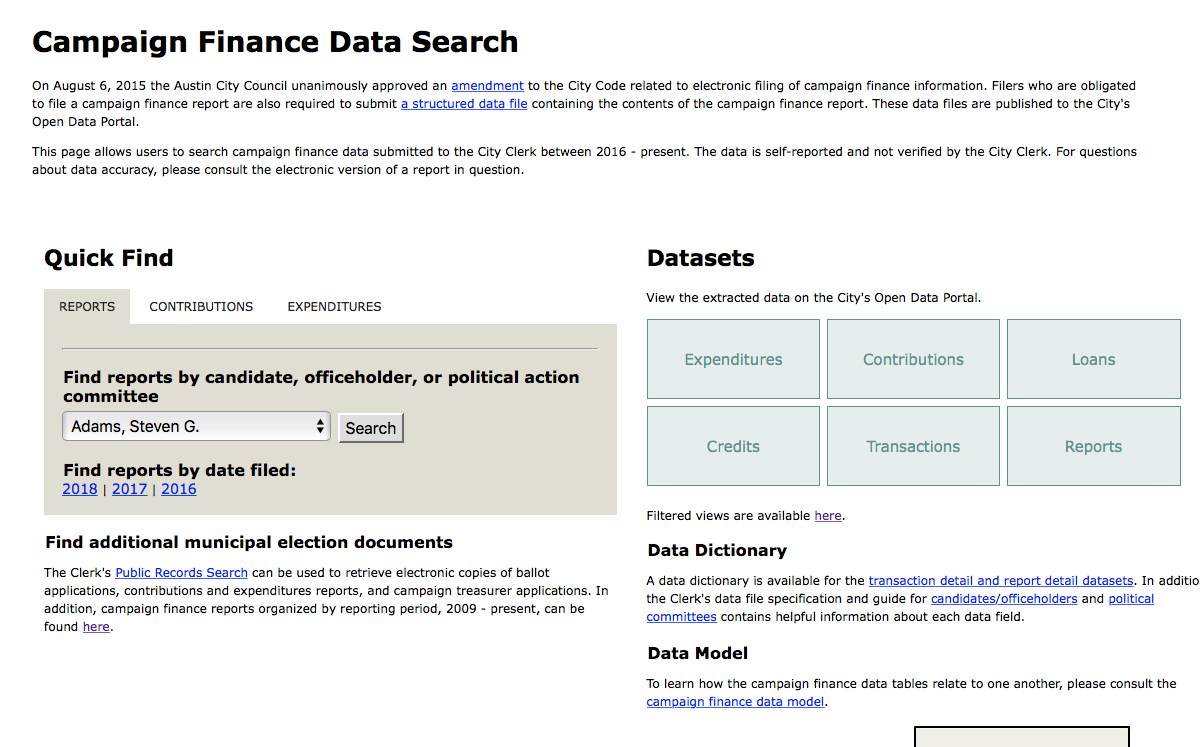 Campaign Finance Data Search
On August 6, 2015 the Austin City Council unanimously approved an amendment to the City Code related to electronic filing of campaign finance information. Filers who are obligated
to file a campaign finance report are also required to submit a structured data file containing the contents of the campaign finance report. These data files are published to the City's
Open Data Portal.
This page allows users to search campaign finance data submitted to the City Clerk between 2016 - present. The data is self-reported and not verified by the City Clerk. For questions
about data accuracy, please consult the electronic version of a report in question.
Quick Find
REPORTS CONTRIBUTIONS EXPENDITURES
Find reports by candidate, officeholder, or political action
committee
Adams, Steven G. Search
Find reports by date filed:
2018 | 2017 | 2016
Find additional municipal election documents
The Clerk's Public Records Search can be used to retrieve electronic copies of ballot
applications, contributions and expenditures reports, and campaign treasurer applications. In
addition, campaign finance reports organized by reporting period, 2009 - present, can be
found here.
Datasets
View the extracted data on the City's Open Data Portal.
Expenditures Contributions Loans
Credits Transactions Reports
Filtered views are available here.
Data Dictionary
A data dictionary is available for the transaction detail and report detail datasets. In additio
the Clerk's data file specification and guide for candidates/officeholders and political
committees contains helpful information about each data field.
Data Model
To learn how the campaign finance data tables relate to one another, please consult the
campaign finance data model.